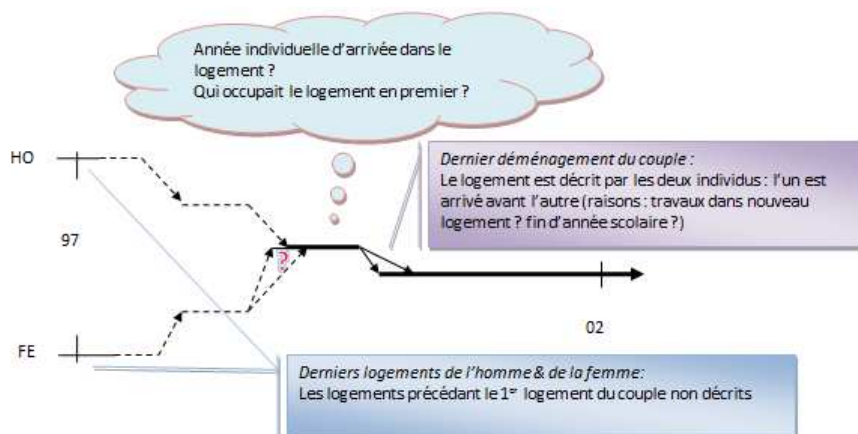 Année individuelle d'arrivée dans le
logement ?
Qui occupait le logement en premier ?
HO
Dernier déménagement du couple :
Le logement est décrit par les deux individus : l'un est
arrivé avant l'autre (raisons : travaux dans nouveau
logement ? fin d'année scolaire ?)
97
?
02
FE
Derniers logements de l'homme & de la femme:
Les logements précédant le 1er logement du couple non décrits